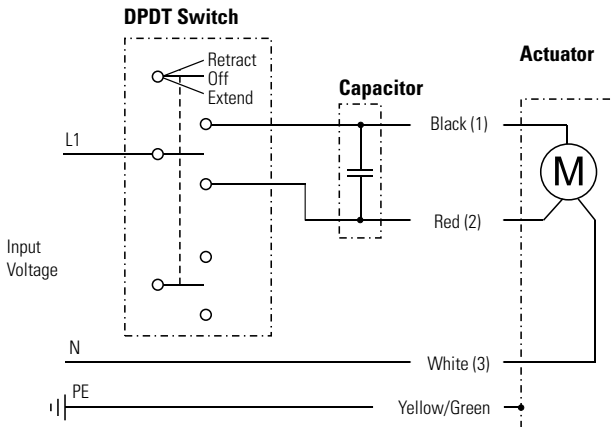 DPDT Switch
Retract
Off
Extend
Capacitor
Actuator
Black (1)
L1
M
Red (2)
Input
Voltage
N
White (3)
PE
Yellow/Green